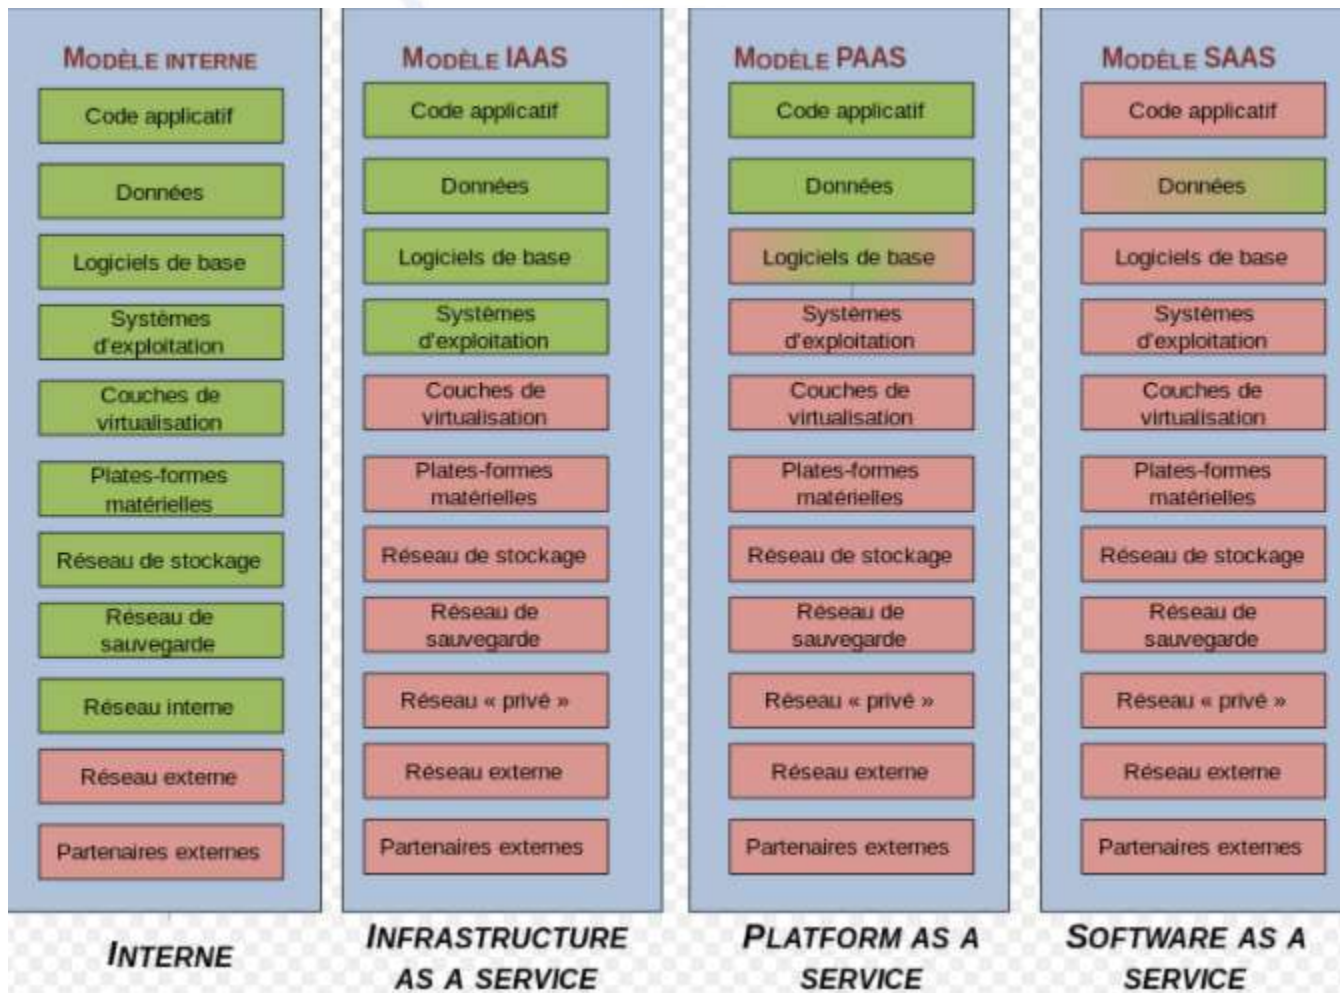 MODÈLE INTERNE
Code applicatif
Données
Logiciels de base
Systèmes
d'exploitation
Couches de
virtualisation
Plates-formes
matérielles
Réseau de stockage
Réseau de
sauvegarde
Réseau interne
Réseau externe
Partenaires externes
INTERNE
MODÈLE IAAS
Code applicatif
Données
Logiciels de base
Systèmes
d'exploitation
Couches de
virtualisation
Plates-formes
matérielles
Réseau de stockage
Réseau de
sauvegarde
Réseau « privé »
Réseau externe
Partenaires externes
INFRASTRUCTURE
AS A SERVICE
MODÈLE PAAS
Code applicatif
Données
Logiciels de base
Systèmes
d'exploitation
Couches de
virtualisation
Plates-formes
matérielles
Réseau de stockage
Réseau de
sauvegarde
Réseau « privé »
Réseau externe
Partenaires externes
PLATFORM AS A
SERVICE
MODÈLE SAAS
Code applicatif
Données
Logiciels de base
Systèmes
d'exploitation
Couches de
virtualisation
Plates-formes
matérielles
Réseau de stockage
Réseau de
sauvegarde
Réseau « privé »
Réseau externe
Partenaires externes
SOFTWARE AS A
SERVICE